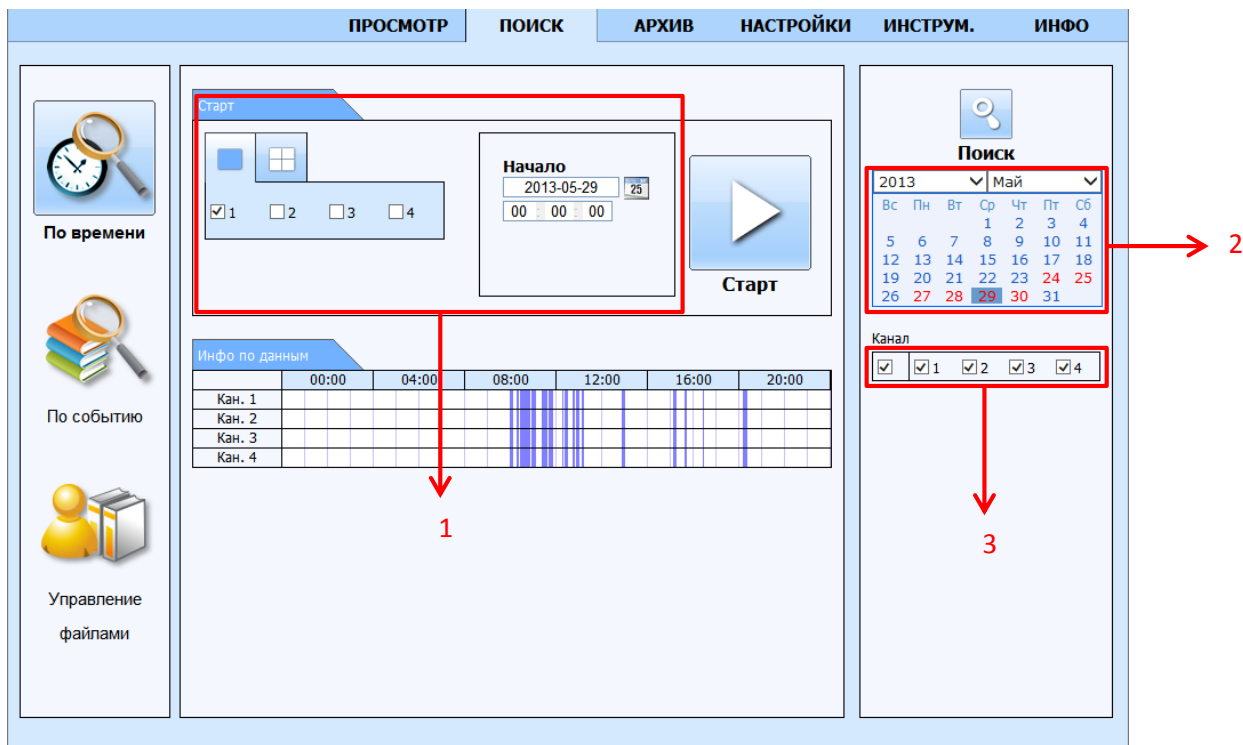 ПРОСМОТР ПОИСК АРХИВ НАСТРОЙКИ ИНСТРУМ. ИНФО
По времени
По событию
Управление
файлами
Старт
1 2 3 4
Начало
2013-05-29 25
00 : 00 : 00
Старт
Инфо по данным
00:00 04:00 08:00 12:00 16:00 20:00
Кан. 1
Кан. 2
Кан. 3
Кан. 4
1
Поиск
2013 Май
Вс Пн Вт Ср Чт Пт Сб
1 2 3 4
5 6 7 8 9 10 11
12 13 14 15 16 17 18
19 20 21 22 23 24 25
26 27 28 29 30 31
2
Канал
1 2 3 4
3